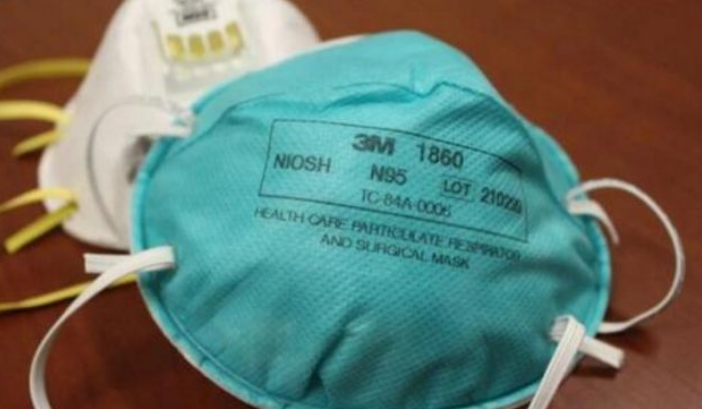 3M 1860
NIOSH N95 LOT
TC-84A-0006
HEALTH CARE PARTICULATE RESPIRATOR
AND SURGICAL MASK